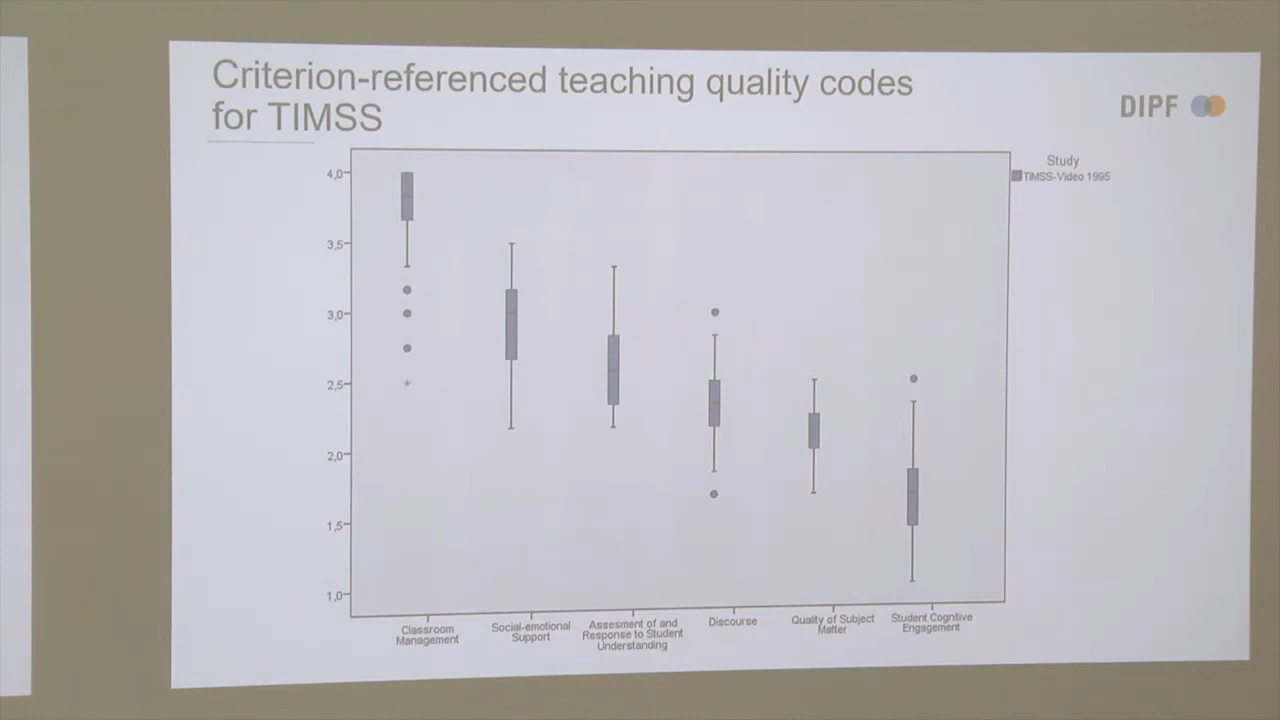 Criterion-referenced teaching quality codes
for TIMSS
DIPF
Study
TIMSS-Video 1995
4,0
3,5
3,0
2,5
2,0
1,5
1,0
Classroom
Management
Social-emotional
Support
Assesment of and
Response to Student
Understanding
Discourse
Quality of Subject
Matter
Student Cognitive
Engagement